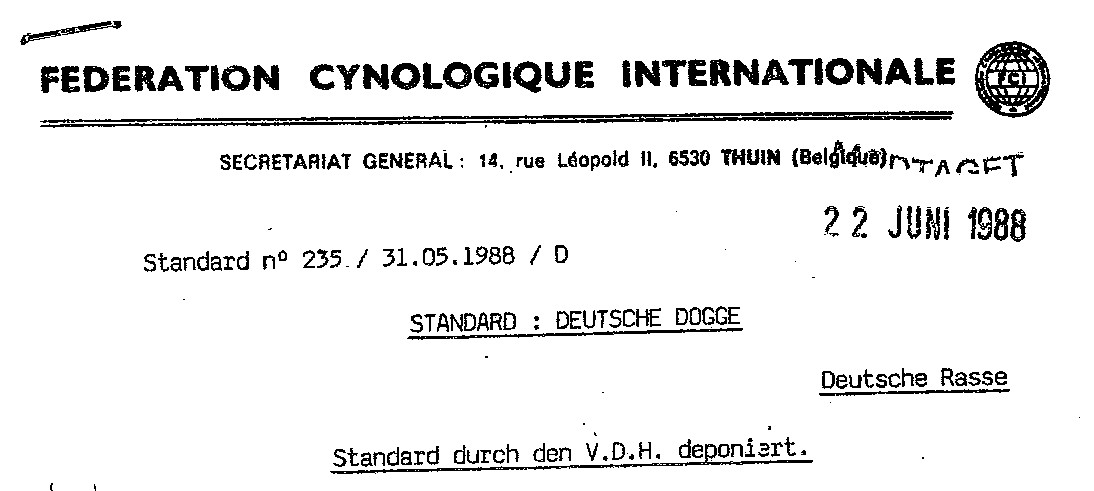 FEDERATION CYNOLOGIQUE INTERNATIONALE
FCI
SECRETARIAT GENERAL : 14, rue Léopold II, 6530 THUIN (Belgique)
22 JUNI 1988
Standard nº 235 / 31.05.1988 / D
STANDARD : DEUTSCHE DOGGE
Deutsche Rasse
Standard durch den V.D.H. deponiert.